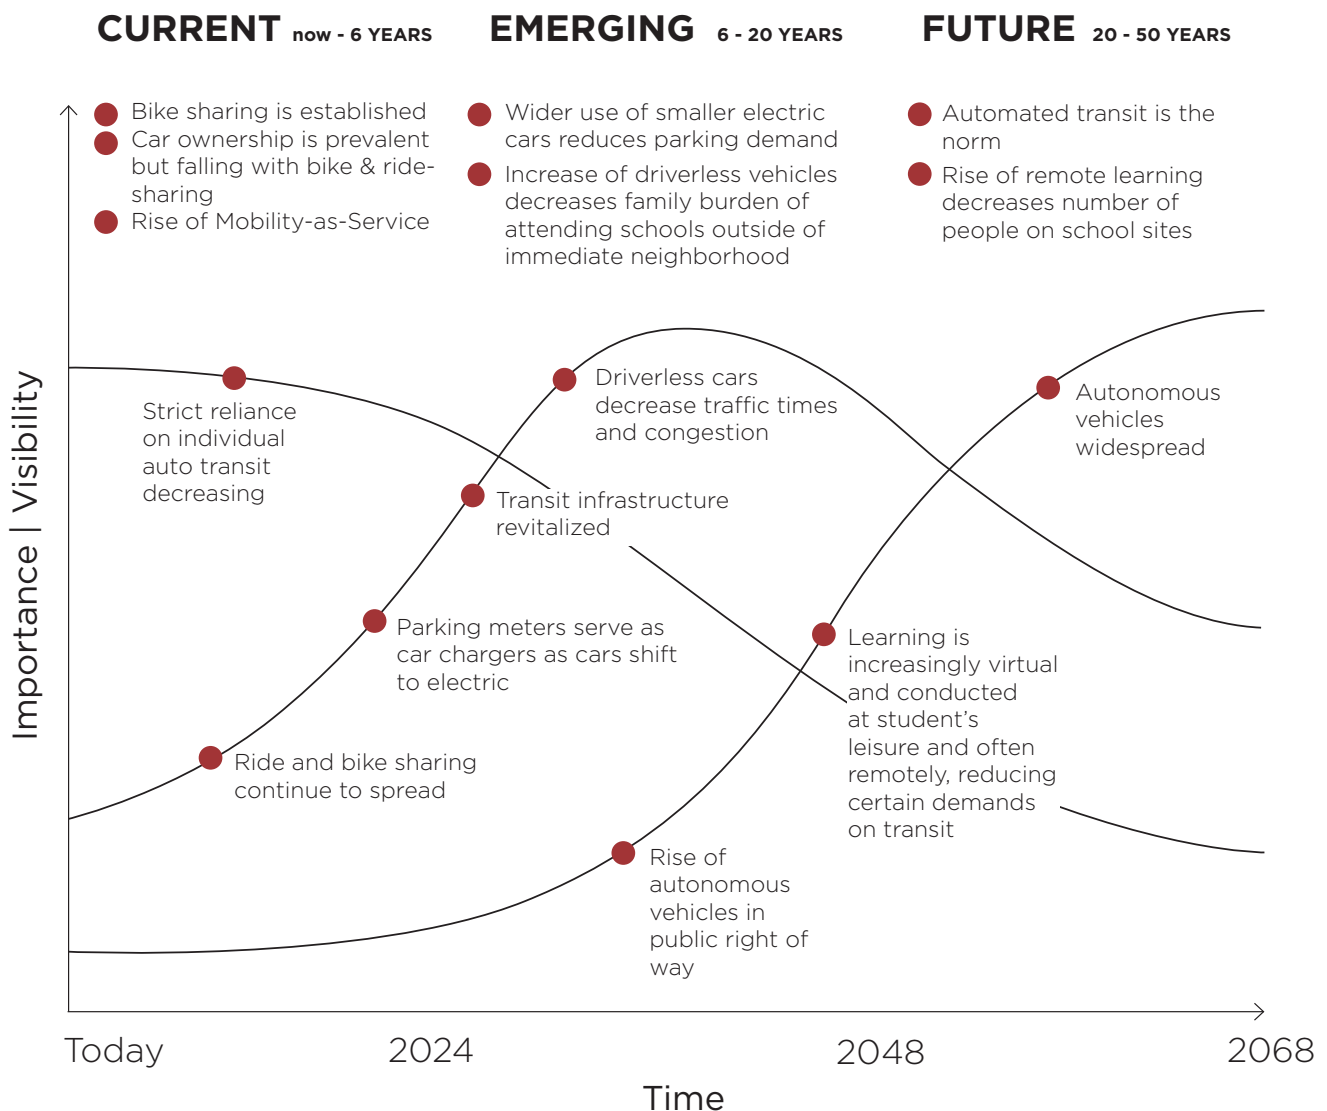 CURRENT now - 6 YEARS
EMERGING 6 - 20 YEARS
FUTURE 20 - 50 YEARS
Bike sharing is established
Car ownership is prevalent
but falling with bike & ride-
sharing
Rise of Mobility-as-Service
Wider use of smaller electric
cars reduces parking demand
Increase of driverless vehicles
decreases family burden of
attending schools outside of
immediate neighborhood
Automated transit is the
norm
Rise of remote learning
decreases number of
people on school sites
Importance | Visibility
Strict reliance
on individual
auto transit
decreasing
Driverless cars
decrease traffic times
and congestion
Autonomous
vehicles
widespread
Transit infrastructure
revitalized
Parking meters serve as
car chargers as cars shift
to electric
Learning is
increasingly virtual
and conducted
at student’s
leisure and often
remotely, reducing
certain demands
on transit
Ride and bike sharing
continue to spread
Rise of
autonomous
vehicles in
public right of
way
Today
2024
2048
2068
Time